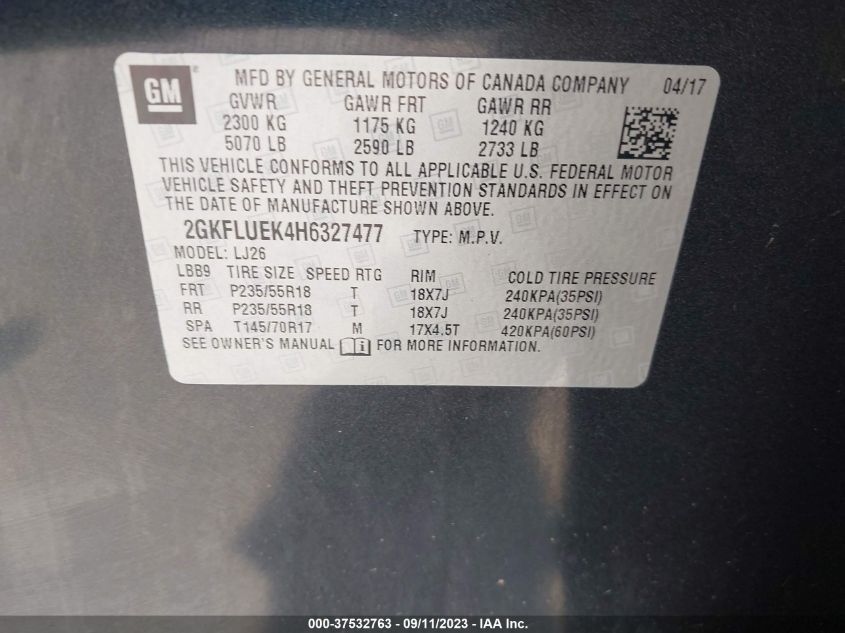 GM ® MFD BY GENERAL MOTORS OF CANADA COMPANY 04/17
GVWR GAWR FRT GAWR RR
2300 KG 1175 KG 1240 KG
5070 LB 2590 LB 2733 LB
THIS VEHICLE CONFORMS TO ALL APPLICABLE U.S. FEDERAL MOTOR
VEHICLE SAFETY AND THEFT PREVENTION STANDARDS IN EFFECT ON
THE DATE OF MANUFACTURE SHOWN ABOVE.
2GKFLUEK4H6327477 TYPE: M.P.V.
MODEL: LJ26
LBB9 TIRE SIZE SPEED RTG RIM COLD TIRE PRESSURE
FRT P235/55R18 T 18X7J 240KPA(35PSI)
RR P235/55R18 T 18X7J 240KPA(35PSI)
SPA T145/70R17 M 17X4.5T 420KPA(60PSI)
SEE OWNER'S MANUAL FOR MORE INFORMATION.
000-37532763 - 09/11/2023 - IAA Inc.